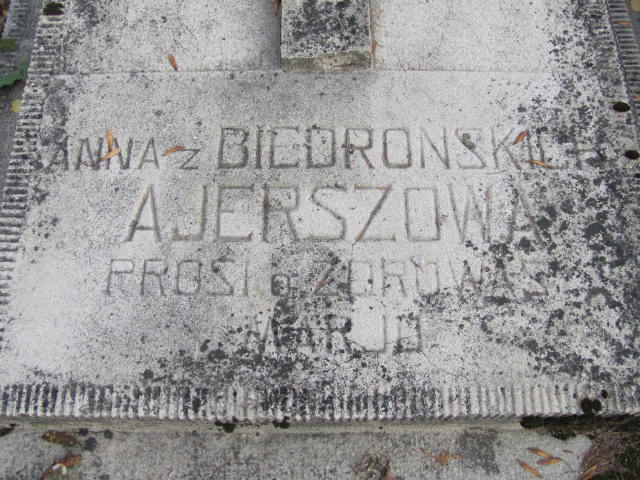 ANNA z BIEDROŃSKICH
AJERSZOWA
PROSI o ZDROWAŚ
MARJO